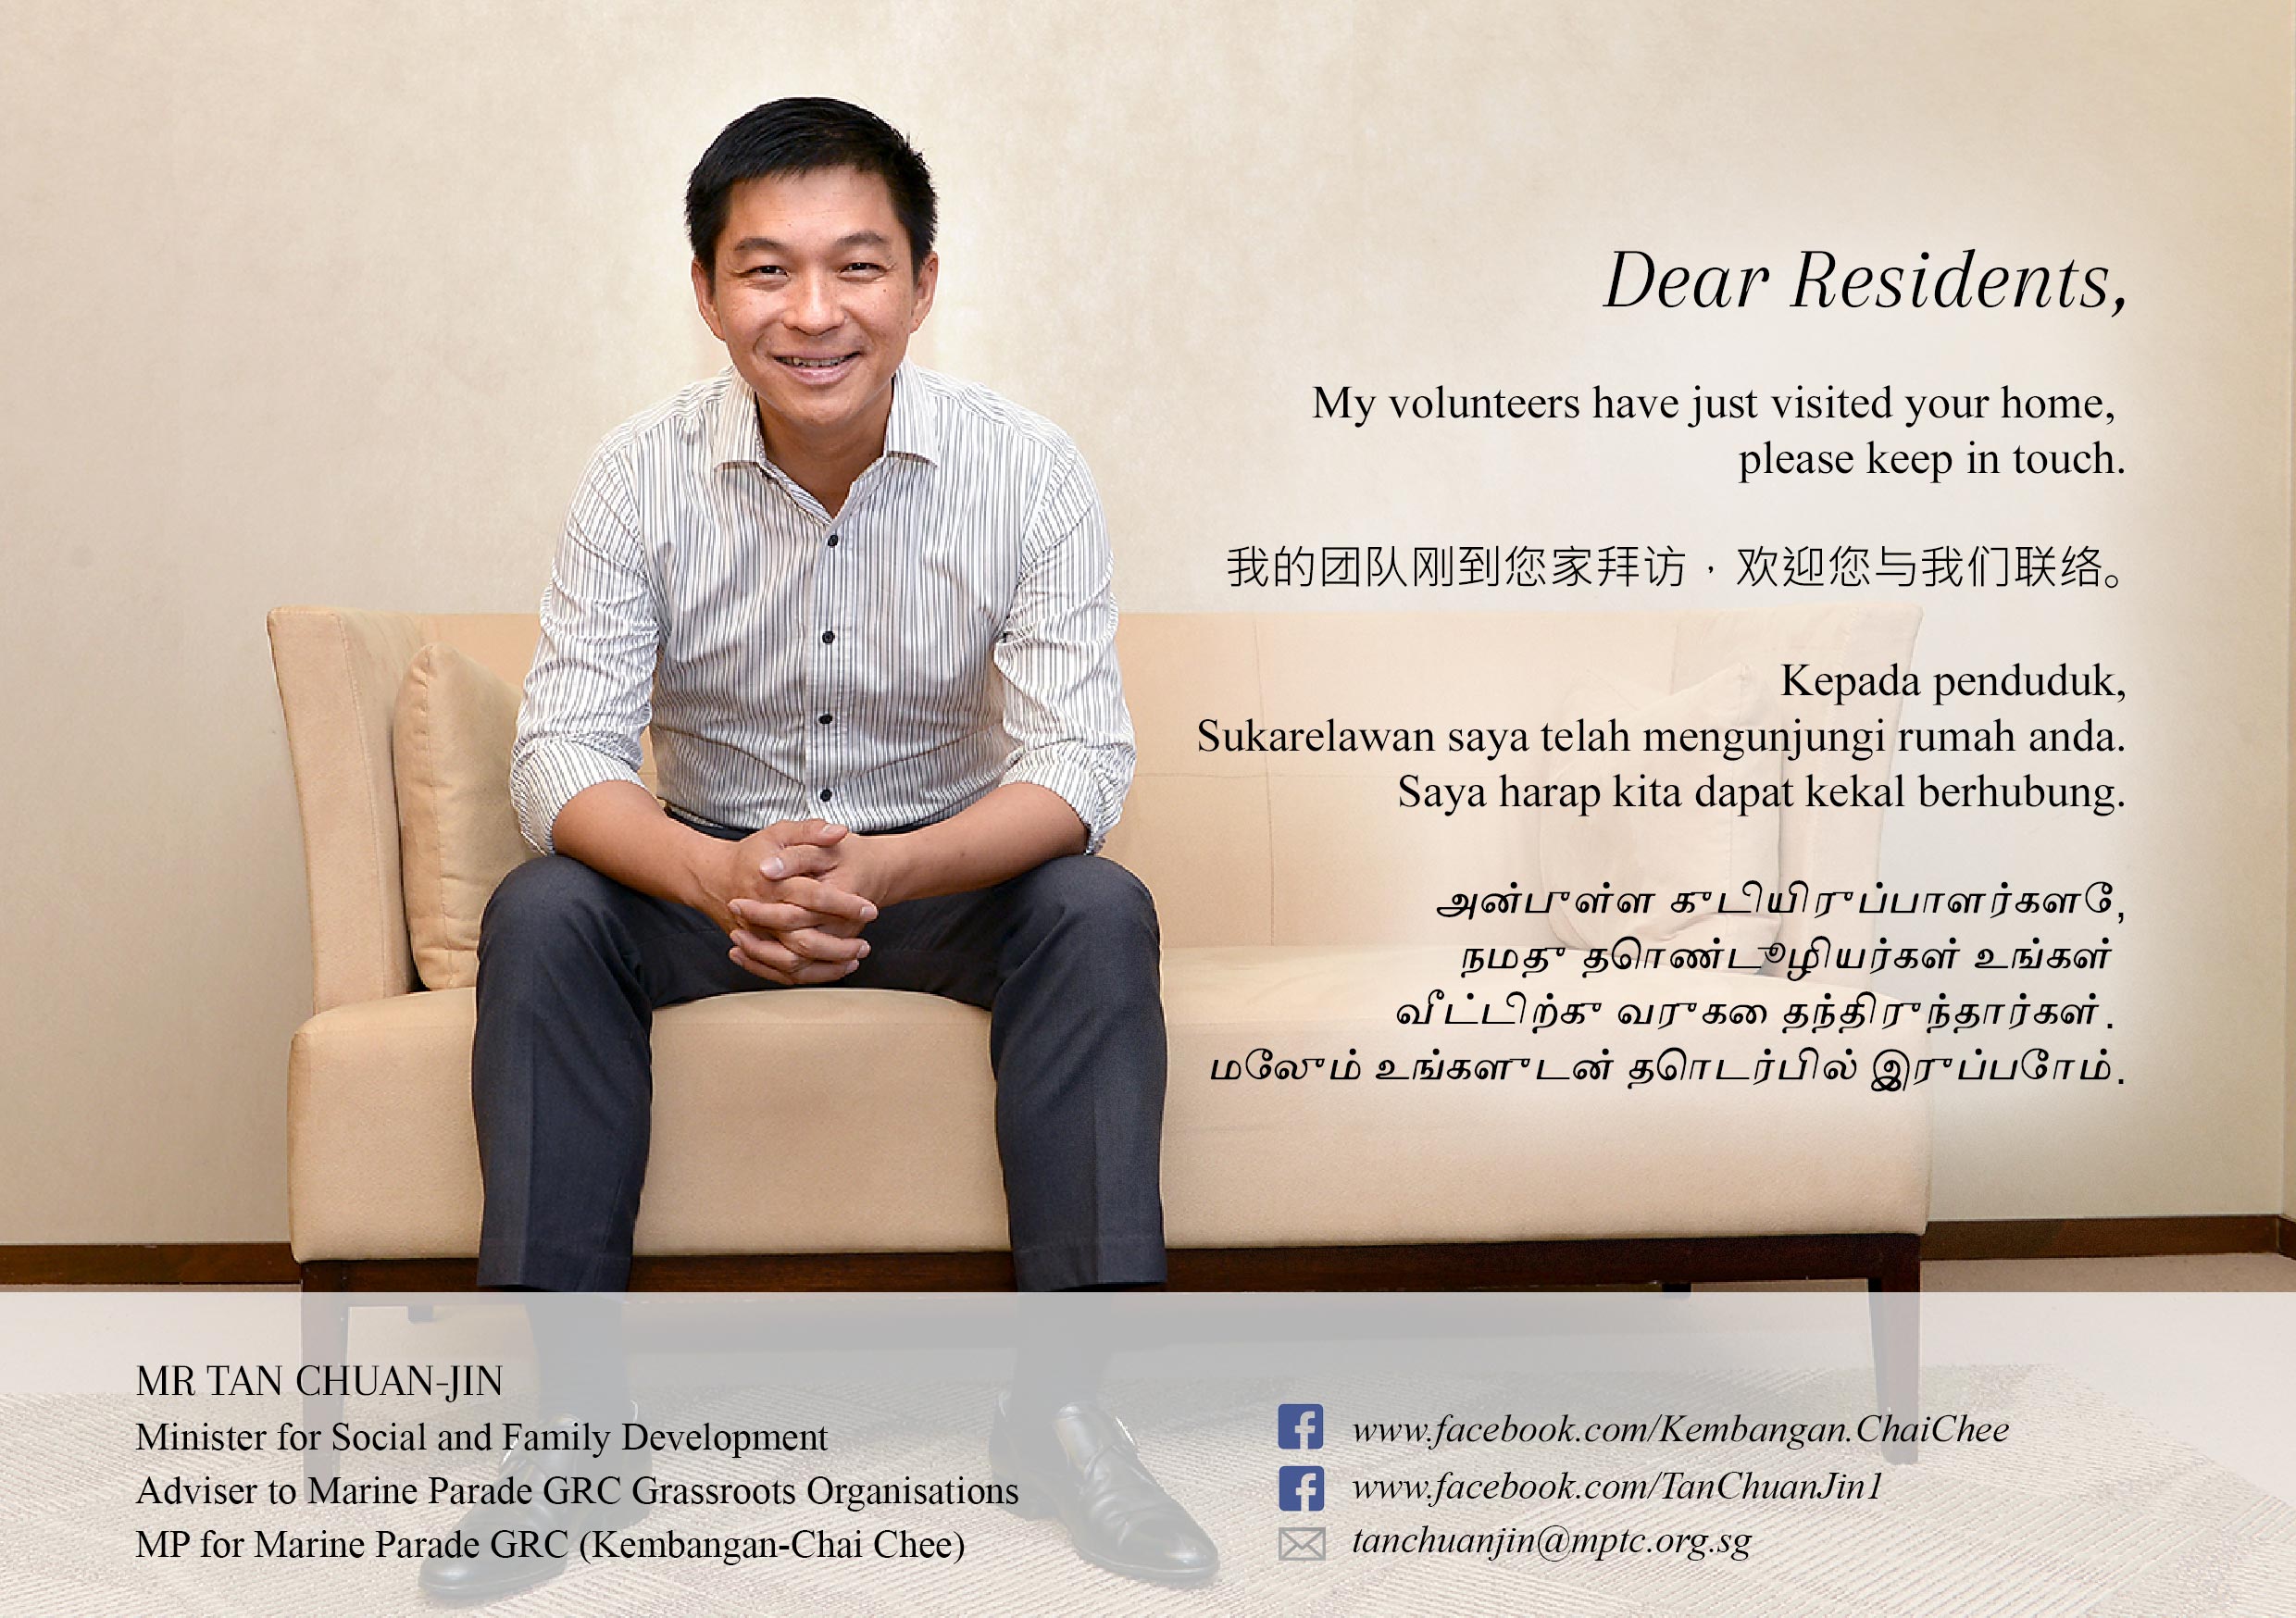 Dear Residents,
My volunteers have just visited your home,
please keep in touch.
我的团队刚到您家拜访，欢迎您与我们联络。
Kepada penduduk,
Sukarelawan saya telah mengunjungi rumah anda.
Saya harap kita dapat kekal berhubung.
அன்புள்ள குடியிருப்பாளர்களே,
நமது தொண்டூழியர்கள் உங்கள்
வீட்டிற்கு வருகை தந்திருந்தார்கள்.
மேலும் உங்களுடன் தொடர்பில் இருப்போம்.
MR TAN CHUAN-JIN
Minister for Social and Family Development
Adviser to Marine Parade GRC Grassroots Organisations
MP for Marine Parade GRC (Kembangan-Chai Chee)
www.facebook.com/Kembangan.ChaiChee
www.facebook.com/TanChuanJin1
tanchuanjin@mptc.org.sg